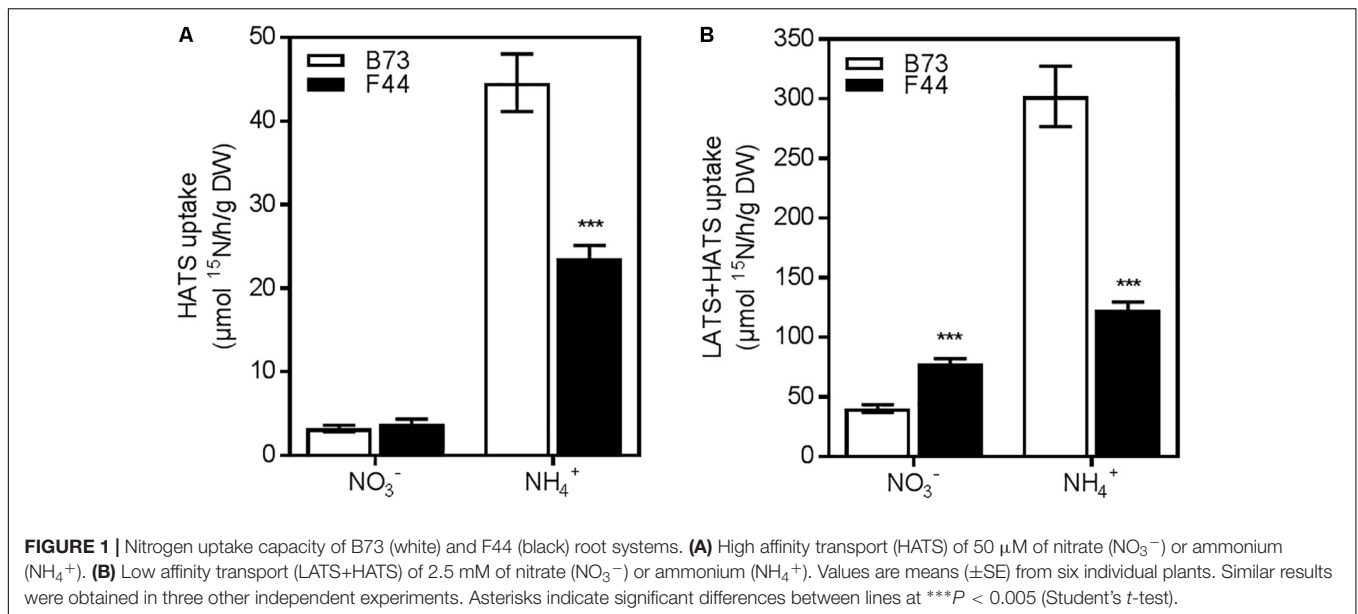 A
50
40
30
20
10
0
HATS uptake
(µmol ¹⁵N/h/g DW)
B73
F44
***
NO₃⁻
NH₄⁺
B
350
300
250
200
150
100
50
0
LATS+HATS uptake
(µmol ¹⁵N/h/g DW)
B73
F44
***
***
NO₃⁻
NH₄⁺
FIGURE 1 | Nitrogen uptake capacity of B73 (white) and F44 (black) root systems. (A) High affinity transport (HATS) of 50 µM of nitrate (NO₃⁻) or ammonium
(NH₄⁺). (B) Low affinity transport (LATS+HATS) of 2.5 mM of nitrate (NO₃⁻) or ammonium (NH₄⁺). Values are means (±SE) from six individual plants. Similar results
were obtained in three other independent experiments. Asterisks indicate significant differences between lines at ***P < 0.005 (Student's t-test).